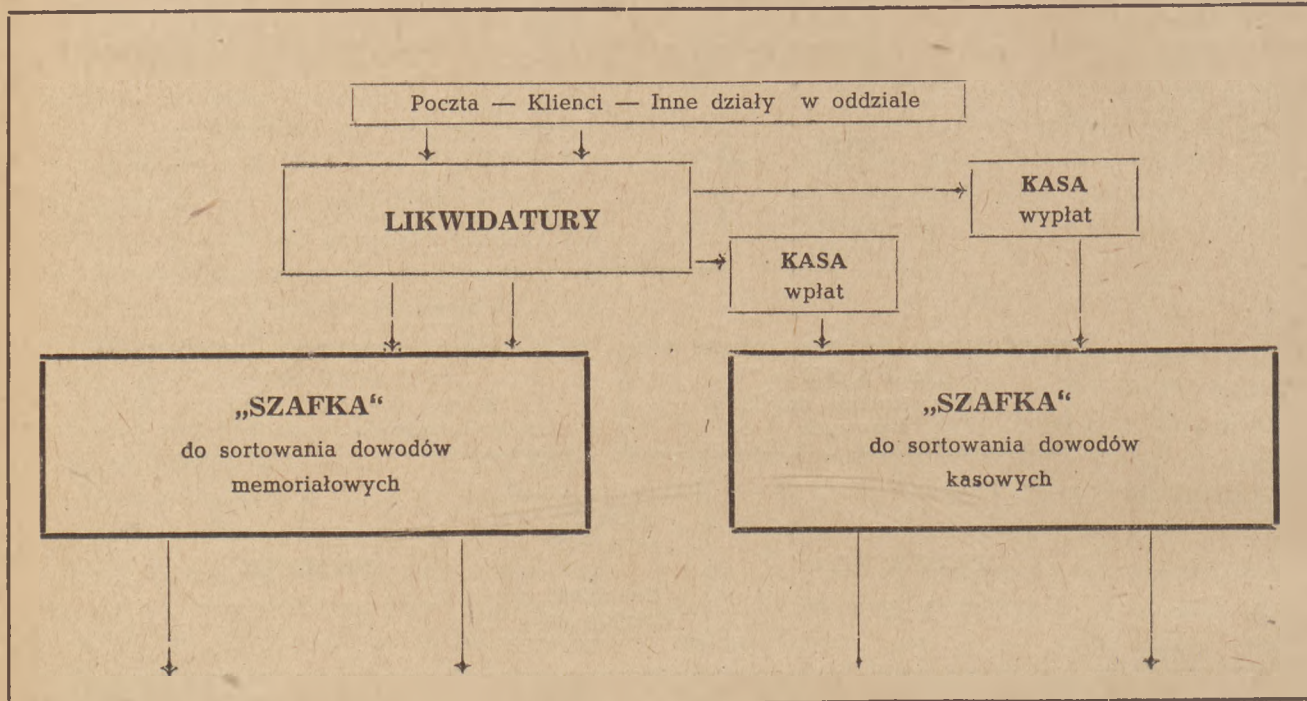 Poczta — Klienci — Inne działy w oddziale
LIKWIDATURY
KASA
wypłat
KASA
wpłat
„SZAFKA“
do sortowania dowodów
memoriałowych
„SZAFKA“
do sortowania dowodów
kasowych